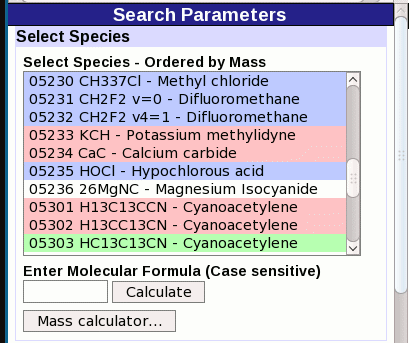 Search Parameters
Select Species
Select Species - Ordered by Mass
05230 CH337Cl - Methyl chloride
05231 CH2F2 v=0 - Difluoromethane
05232 CH2F2 v4=1 - Difluoromethane
05233 KCH - Potassium methylidyne
05234 CaC - Calcium carbide
05235 HOCl - Hypochlorous acid
05236 26MgNC - Magnesium Isocyanide
05301 H13C13CCN - Cyanoacetylene
05302 H13CC13CN - Cyanoacetylene
05303 HC13C13CN - Cyanoacetylene
Enter Molecular Formula (Case sensitive)
Calculate
Mass calculator...